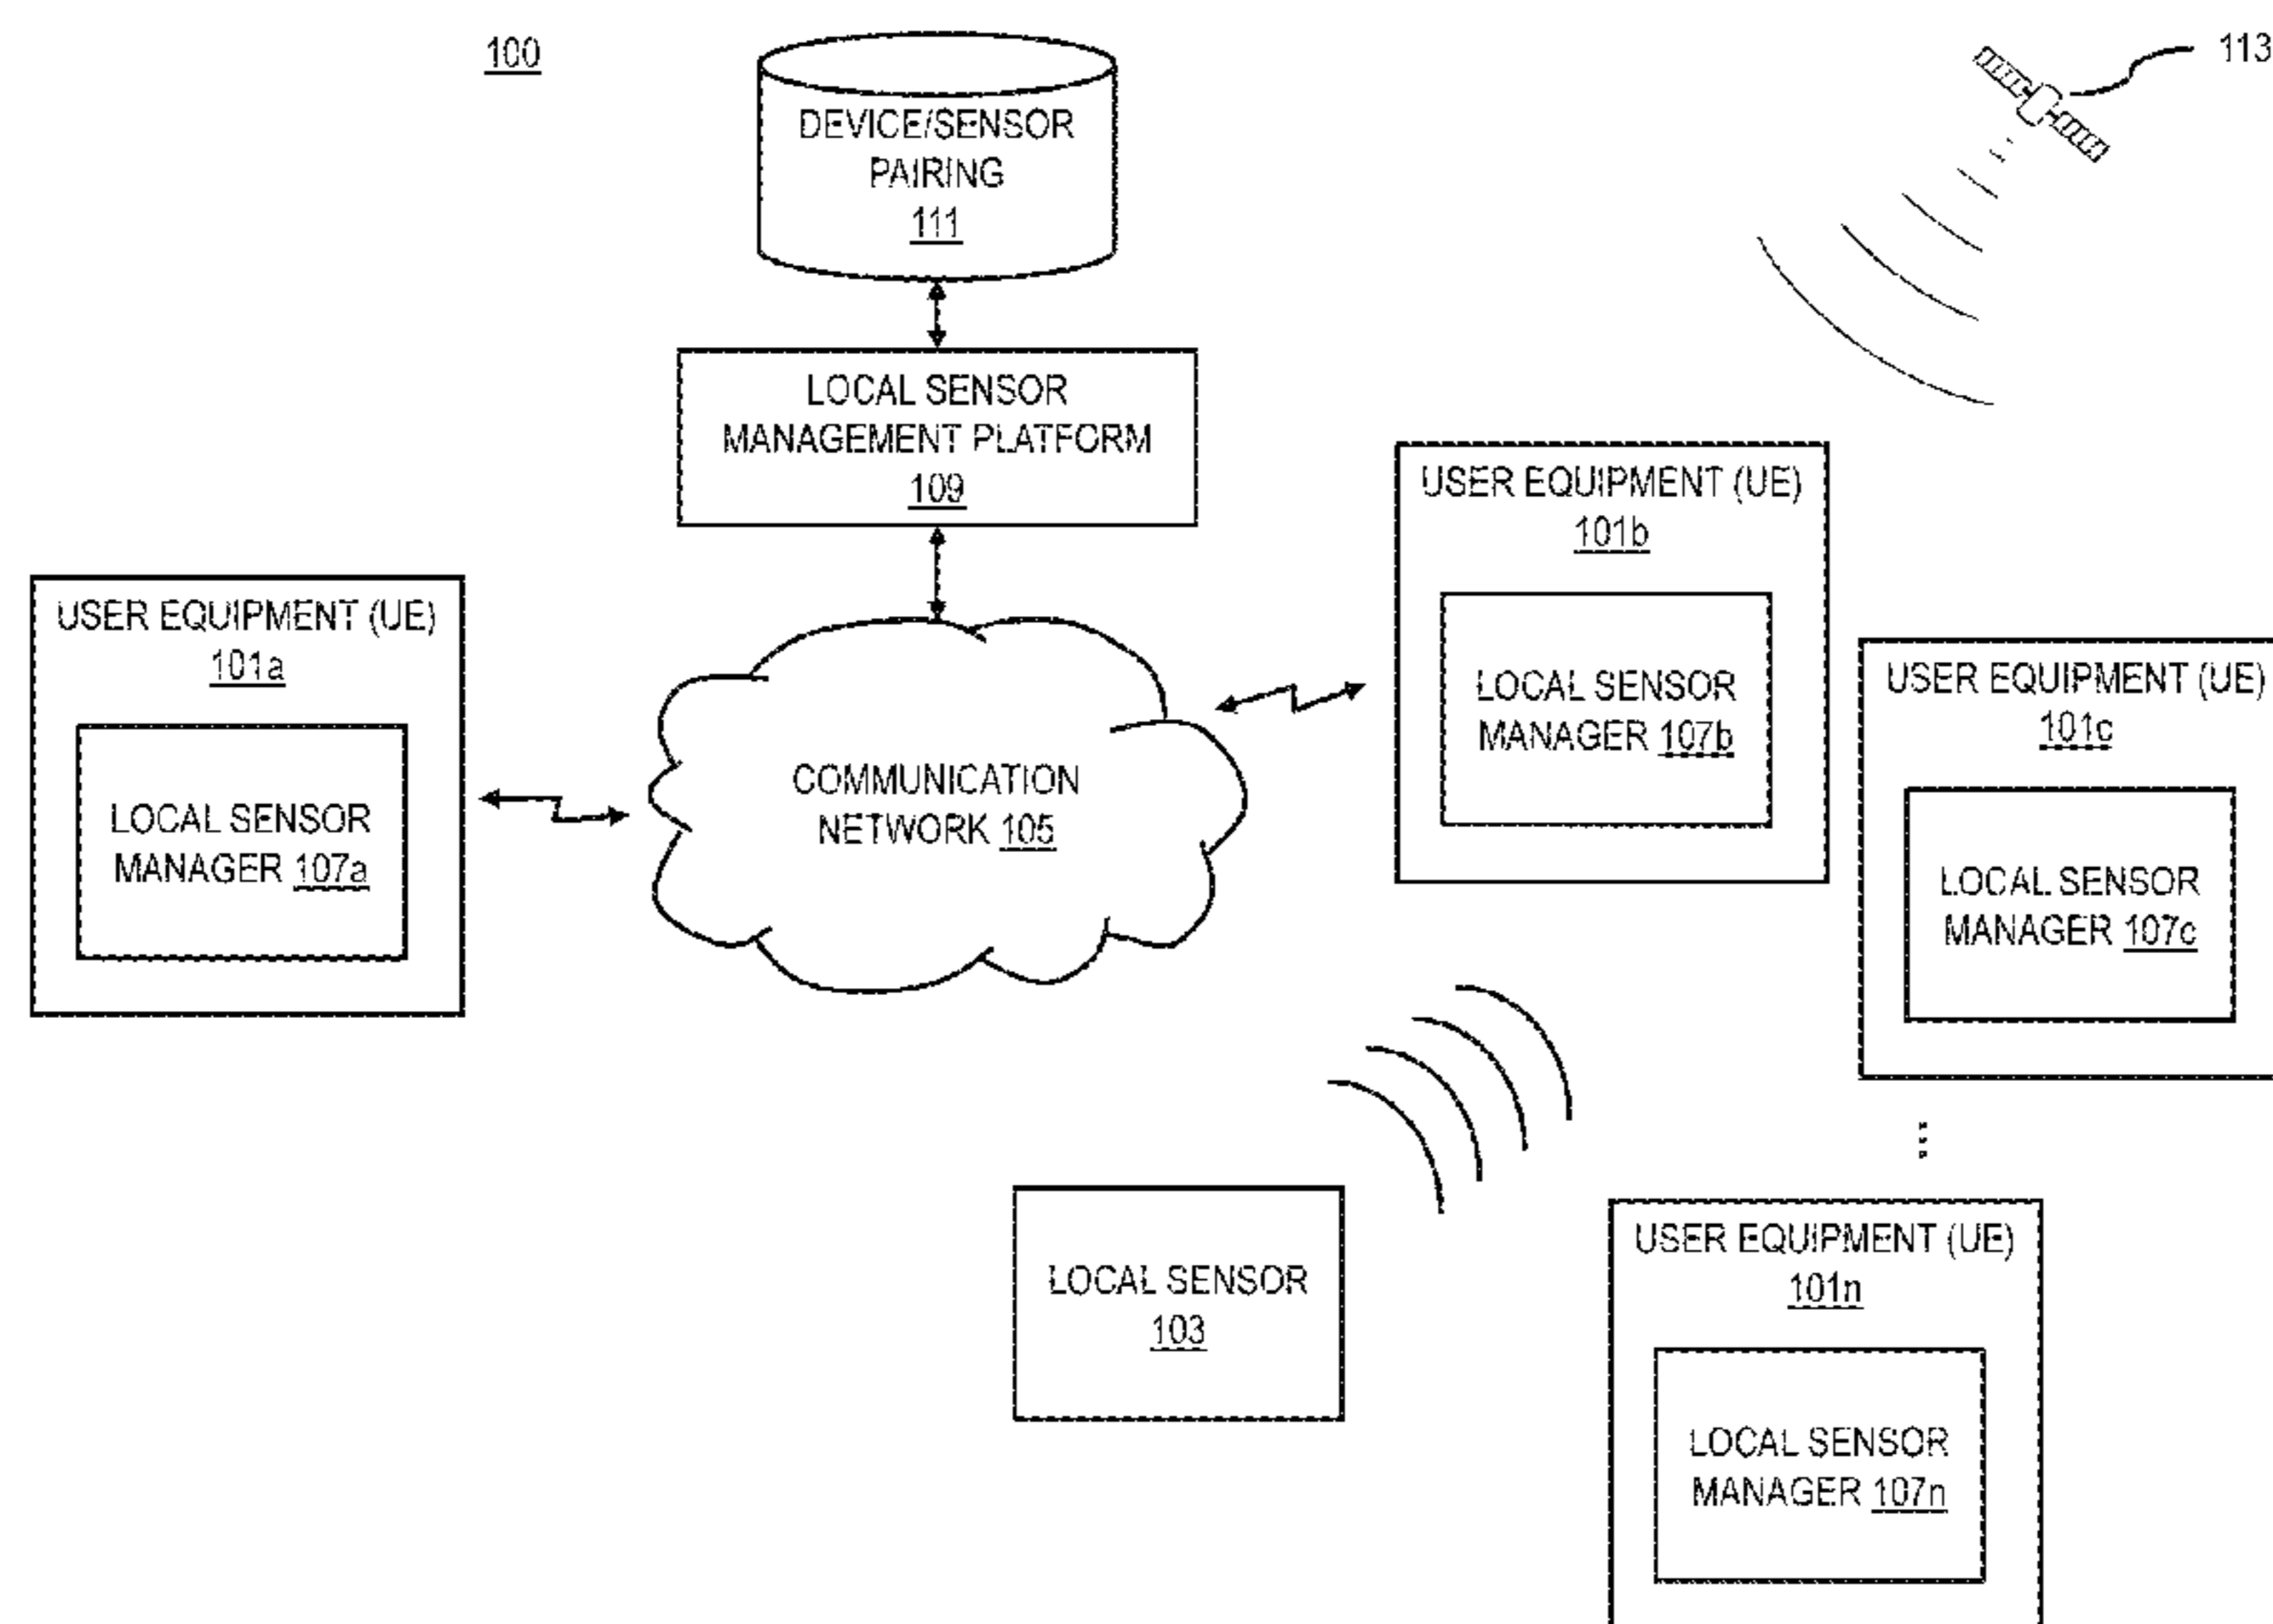 100
113
DEVICE/SENSOR
PAIRING
111
LOCAL SENSOR
MANAGEMENT PLATFORM
109
USER EQUIPMENT (UE)
101a
LOCAL SENSOR
MANAGER 107a
COMMUNICATION
NETWORK 105
USER EQUIPMENT (UE)
101b
LOCAL SENSOR
MANAGER 107b
USER EQUIPMENT (UE)
101c
LOCAL SENSOR
MANAGER 107c
...
LOCAL SENSOR
103
USER EQUIPMENT (UE)
101n
LOCAL SENSOR
MANAGER 107n